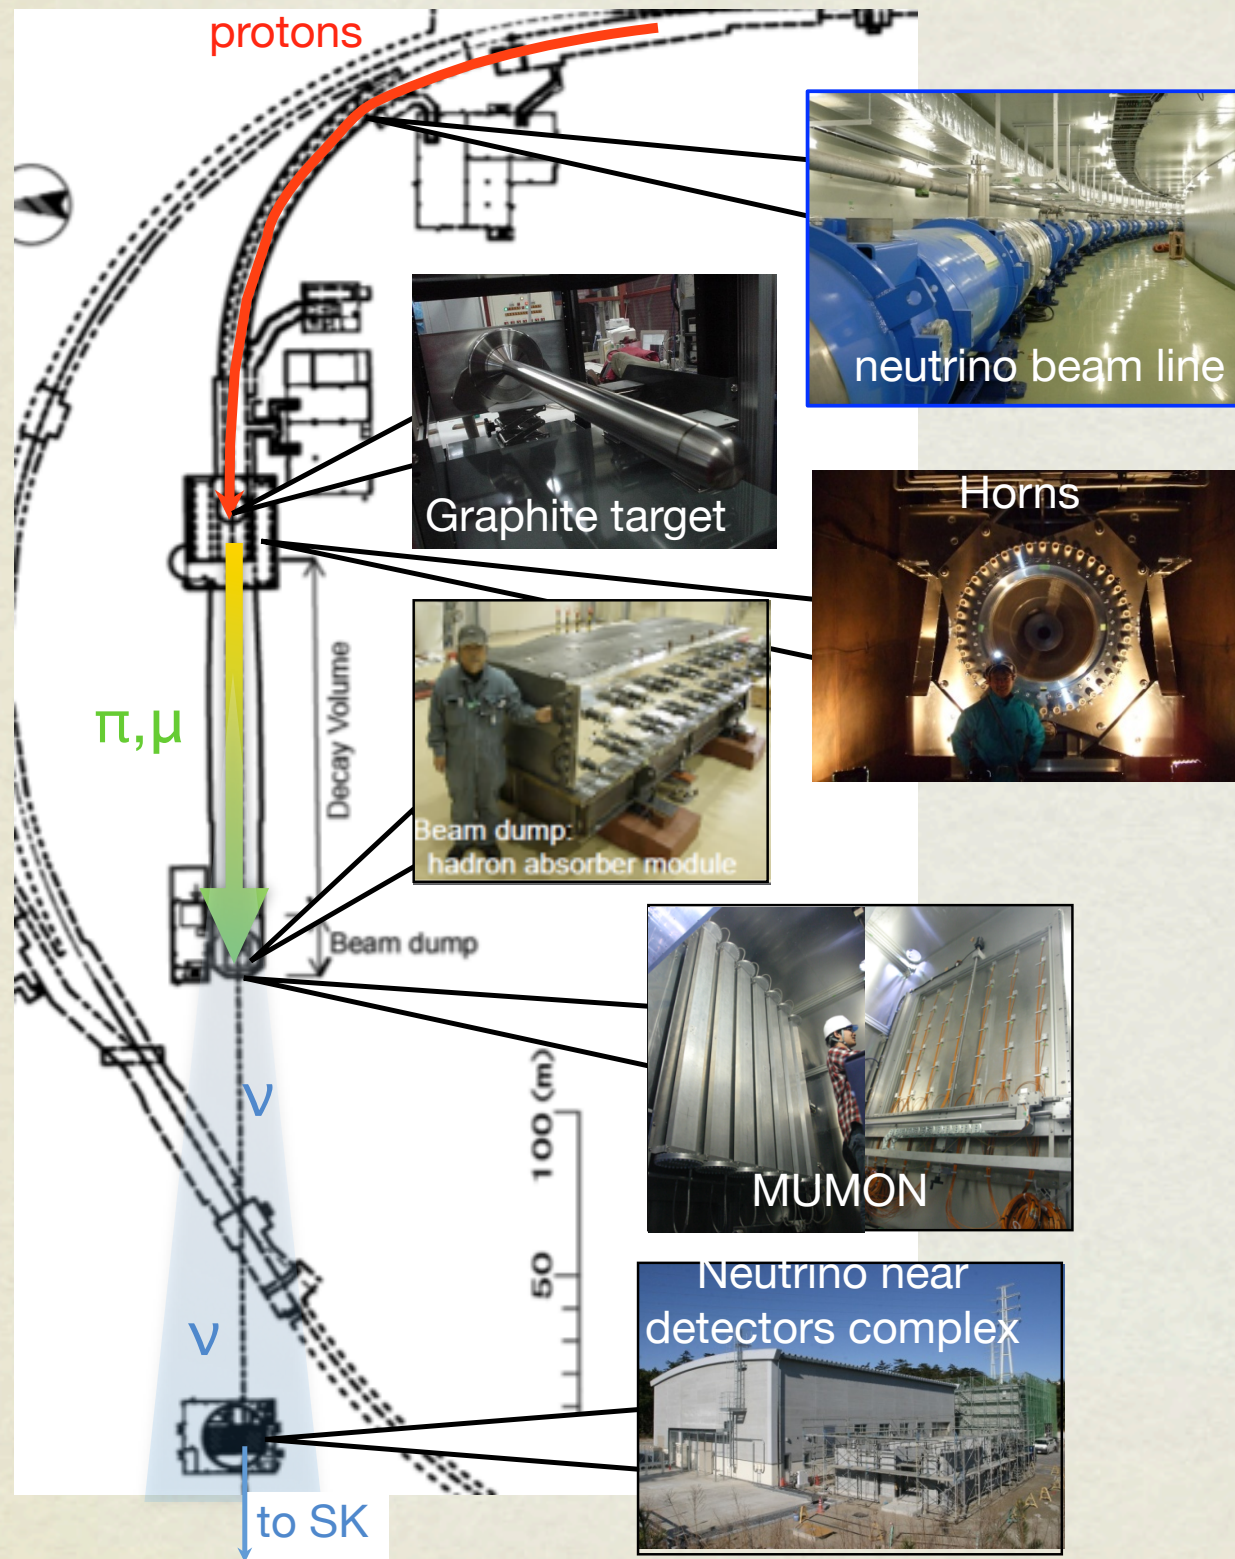 protons
neutrino beam line
Graphite target
Horns
π,μ
Decay Volume
Beam dump:
hadron absorber module
Beam dump
MUMON
ν
100 (m)
50
Neutrino near
detectors complex
ν
to SK